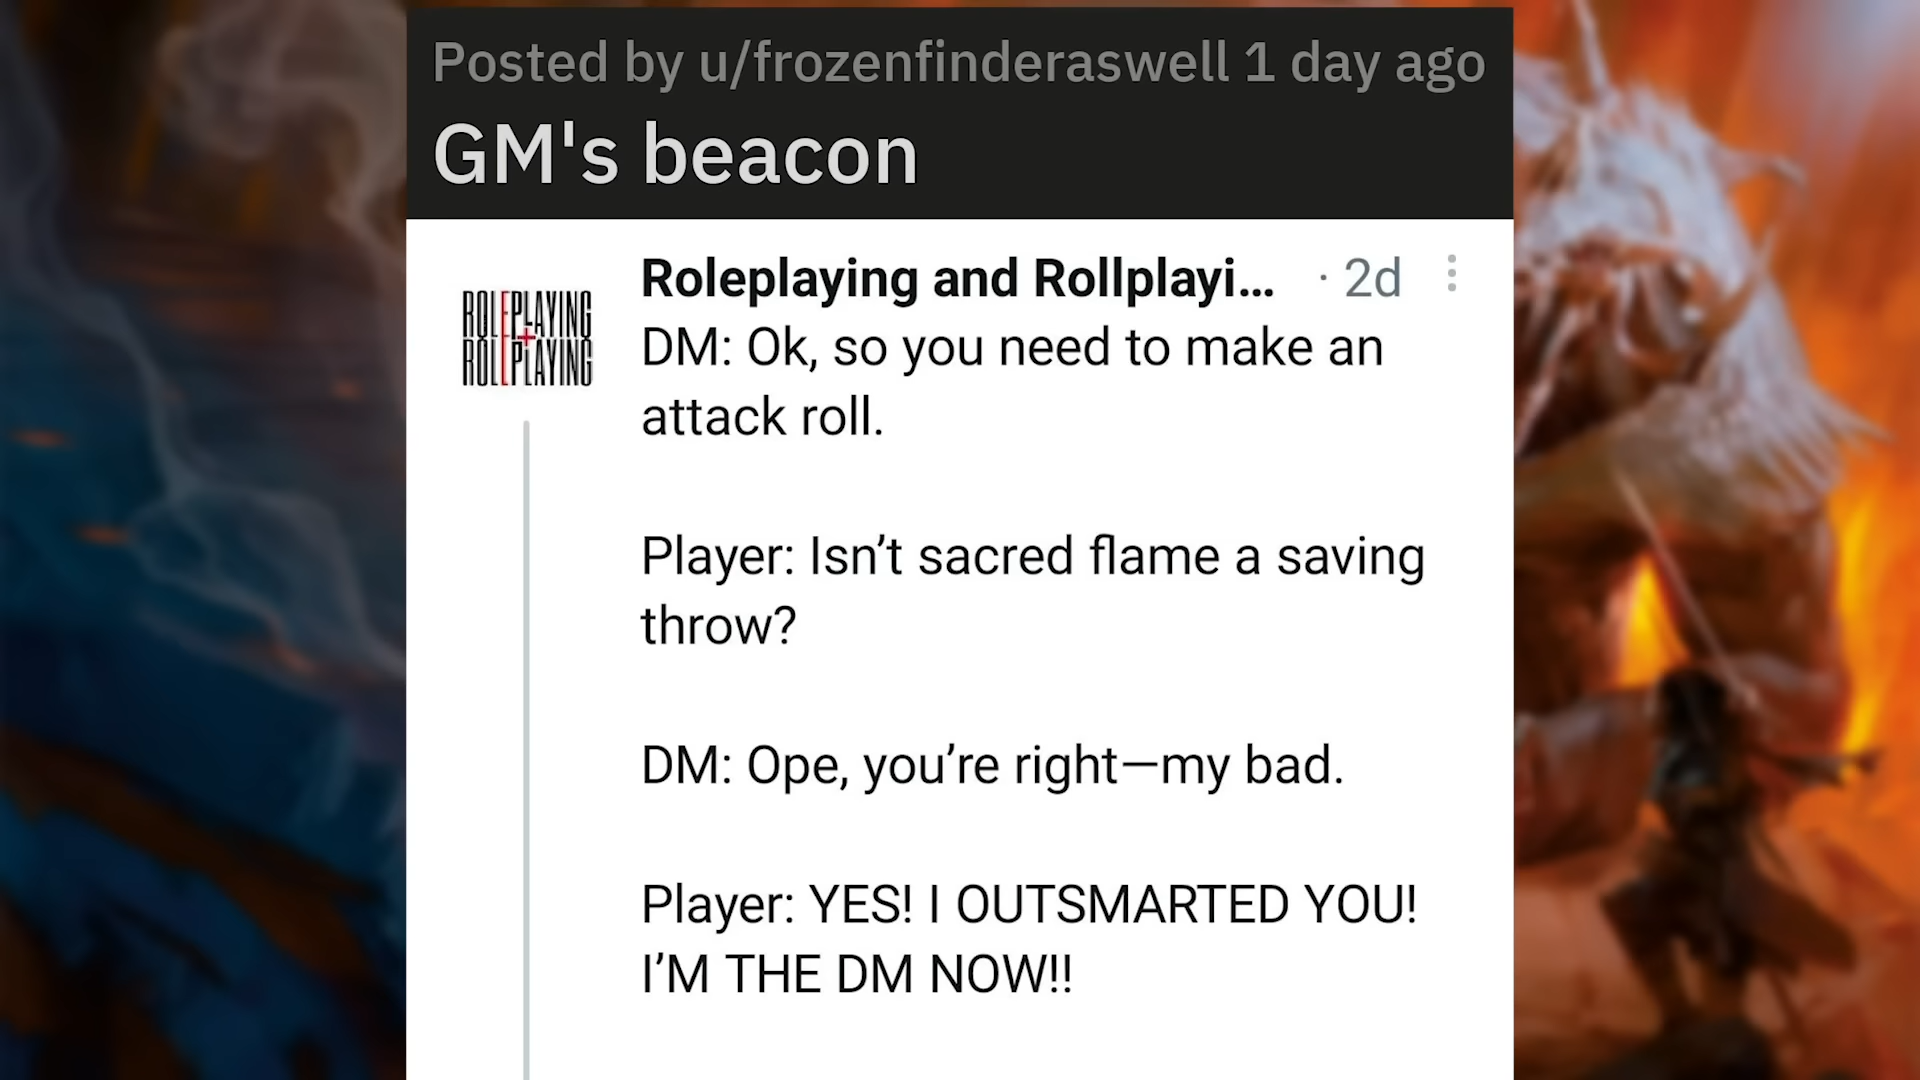 Posted by u/frozenfinderaswell 1 day ago
GM's beacon
ROLEPLAYING
+
ROLLPLAYING
Roleplaying and Rollplayi... · 2d
DM: Ok, so you need to make an
attack roll.
Player: Isn’t sacred flame a saving
throw?
DM: Ope, you’re right—my bad.
Player: YES! I OUTSMARTED YOU!
I’M THE DM NOW!!